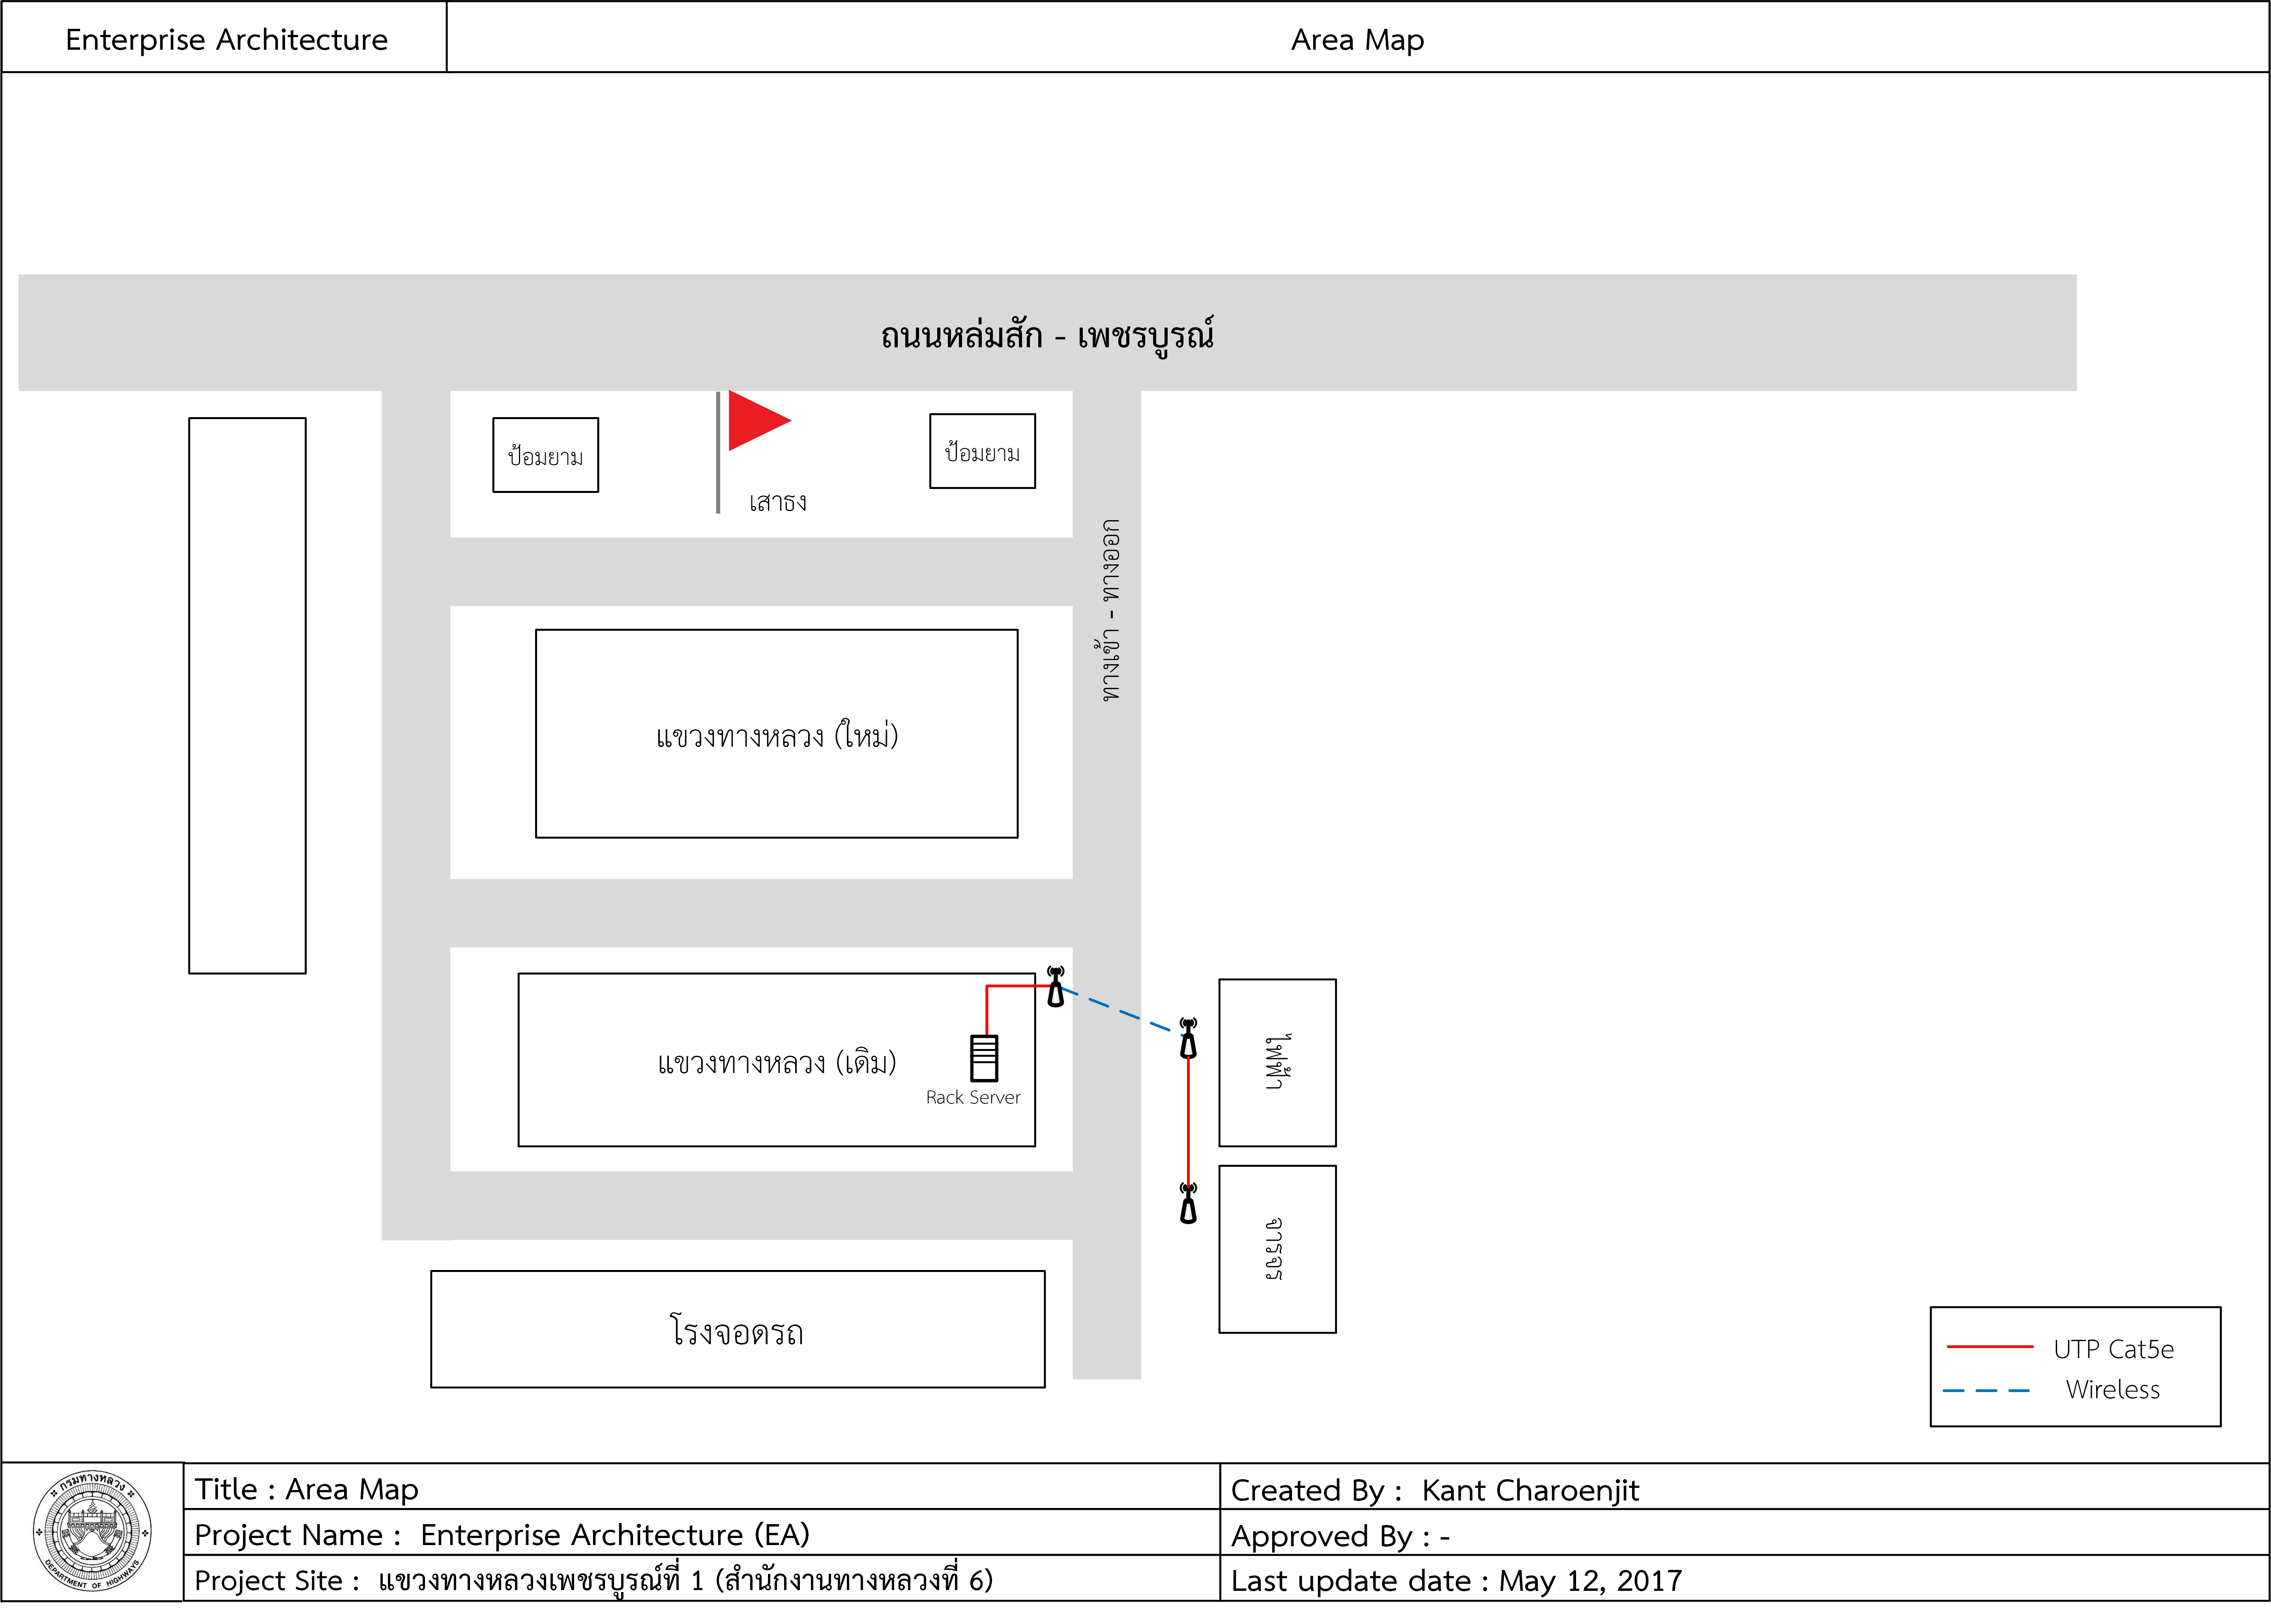 Enterprise Architecture
Area Map
ถนนหล่มสัก - เพชรบูรณ์
ป้อมยาม
ป้อมยาม
เสาธง
ทางเข้า - ทางออก
แขวงทางหลวง (ใหม่)
แขวงทางหลวง (เดิม)
Rack Server
ไฟฟ้า
จารจร
โรงจอดรถ
UTP Cat5e
Wireless
กรมทางหลวง
DEPARTMENT OF HIGHWAYS
Title : Area Map
Created By : Kant Charoenjit
Project Name : Enterprise Architecture (EA)
Approved By : -
Project Site : แขวงทางหลวงเพชรบูรณ์ที่ 1 (สำนักงานทางหลวงที่ 6)
Last update date : May 12, 2017